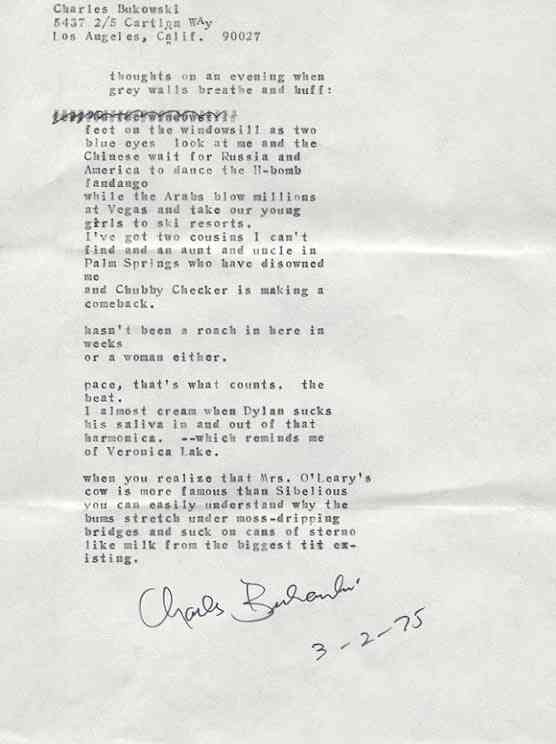 Charles Bukowski
5437 2/5 Carlton WAy
Los Angeles, Calif. 90027
thoughts on an evening when
grey walls breathe and huff:
feet on the windowsill as two
blue eyes look at me and the
Chinese wait for Russia and
America to dance the H-bomb
fandango
while the Arabs blow millions
at Vegas and take our young
girls to ski resorts.
I've got two cousins I can't
find and an aunt and uncle in
Palm Springs who have disowned
me
and Chubby Checker is making a
comeback.
hasn't been a roach in here in
weeks
or a woman either.
pace, that's what counts. the
beat.
I almost cream when Dylan sucks
his saliva in and out of that
harmonica. --which reminds me
of Veronica Lake.
when you realize that Mrs. O'Leary's
cow is more famous than Sibelious
you can easily understand why the
bums stretch under moss-dripping
bridges and suck on cans of sterno
like milk from the biggest tit ex-
isting.
Charles Bukowski
3-2-75